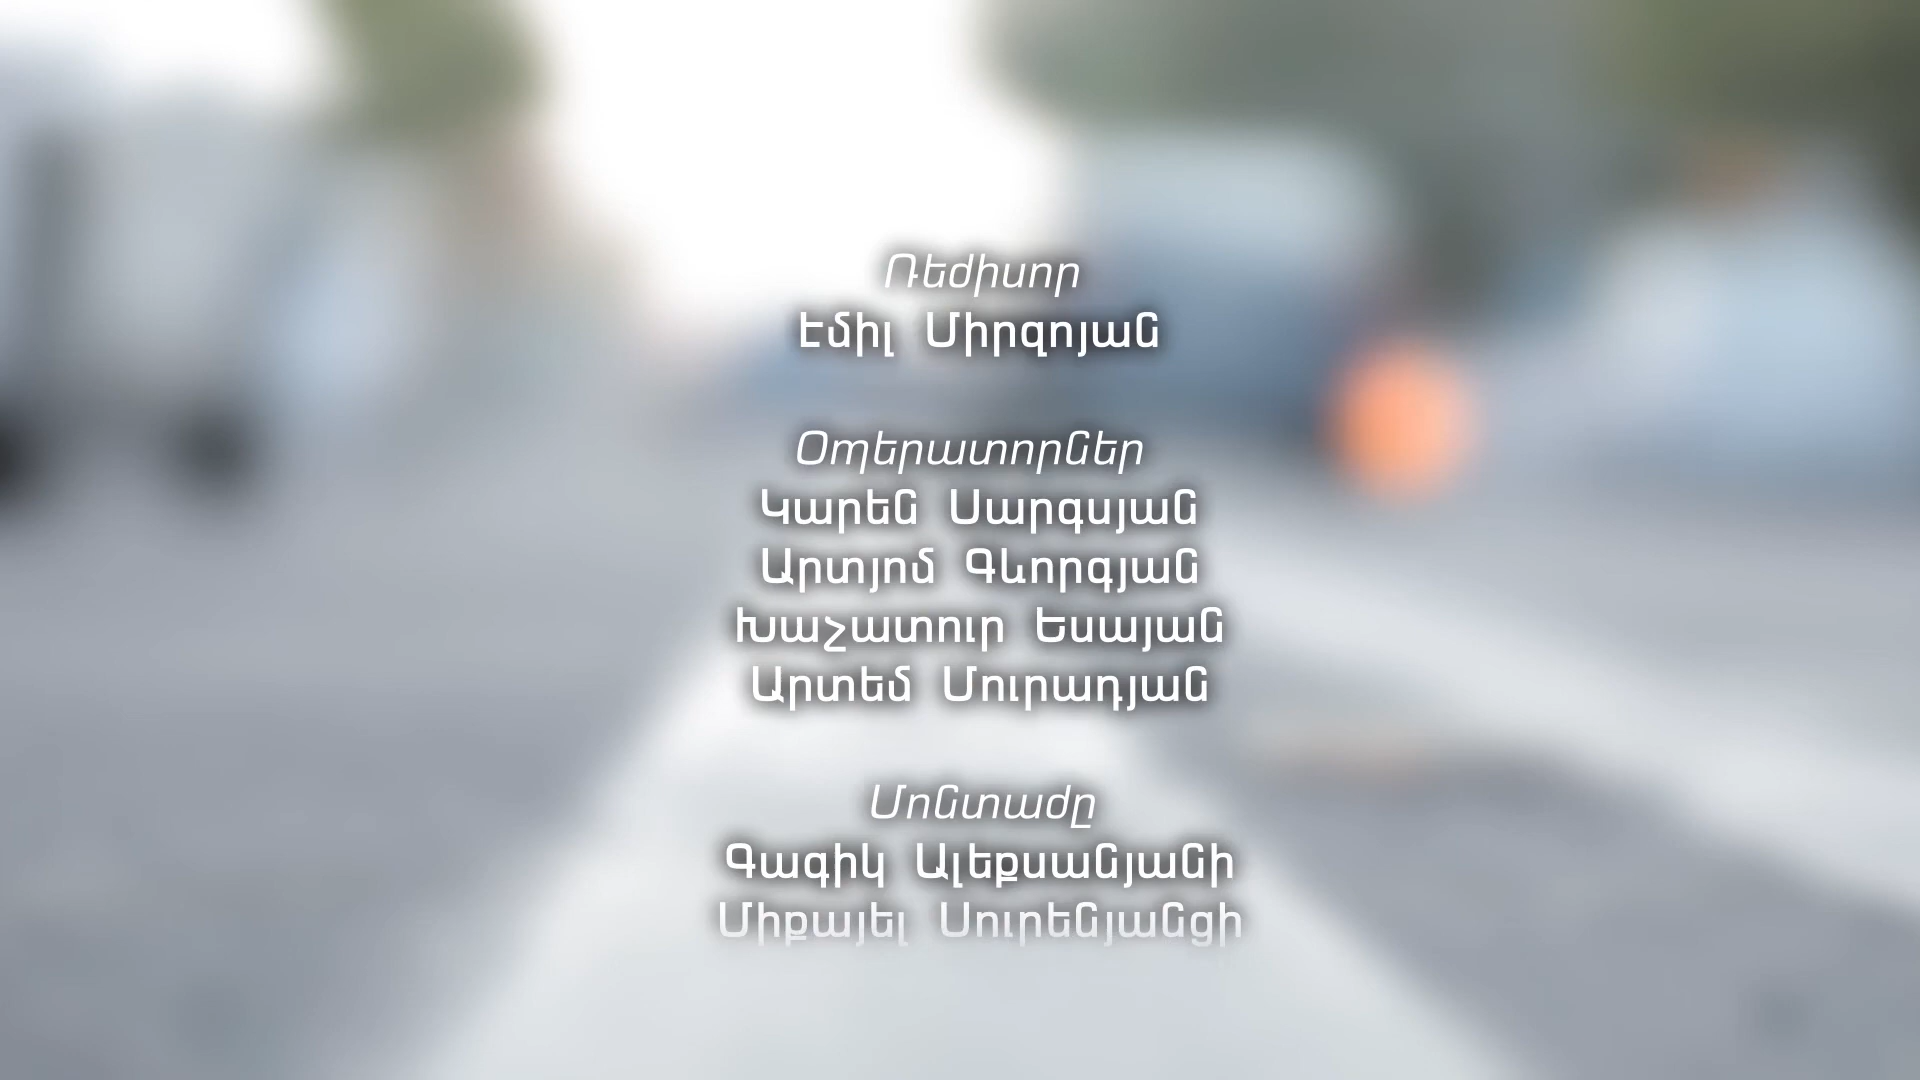 Ռեժիսոր
Էմիլ Միրզոյան
Օպերատորներ
Կարեն Սարգսյան
Արտյոմ Գևորգյան
Խաչատուր Եսայան
Արտեմ Մուրադյան
Մոնտաժը
Գագիկ Ալեքսանյանի
Միքայել Սուրենյանցի